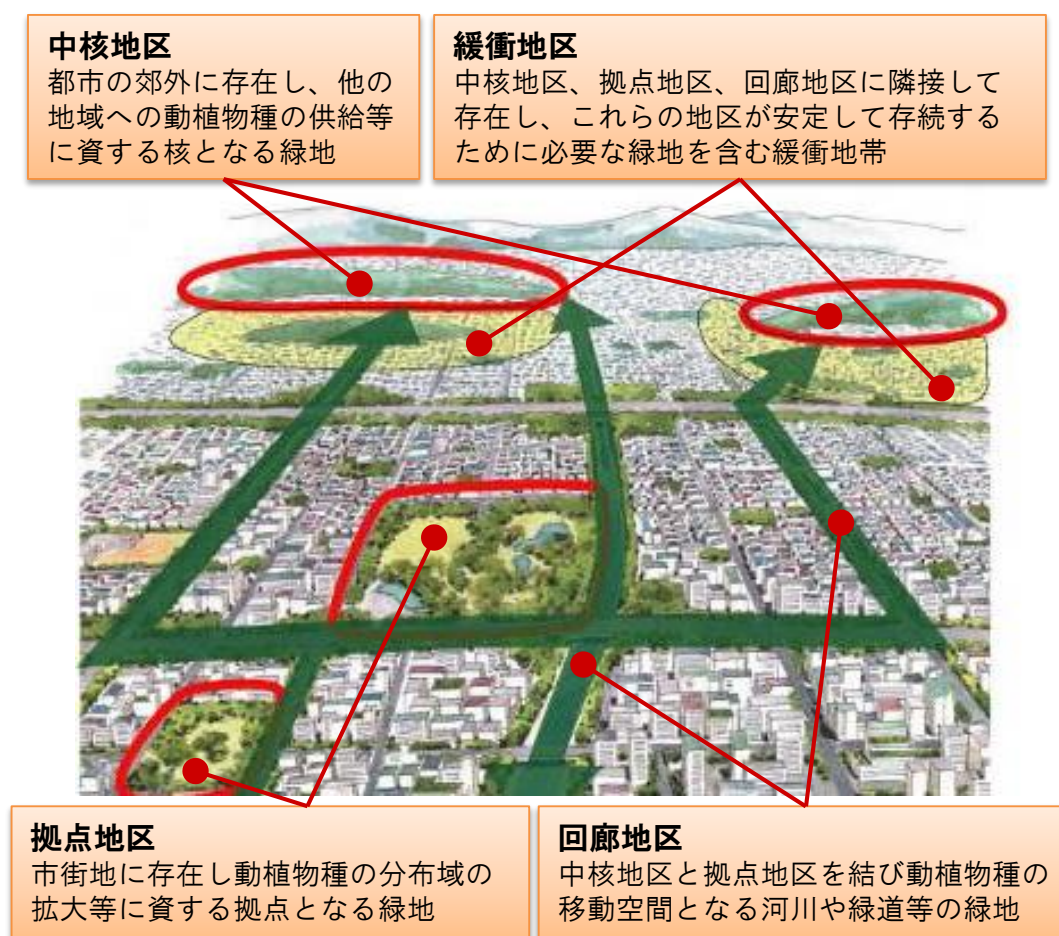 中核地区
都市の郊外に存在し、他の
地域への動植物種の供給等
に資する核となる緑地
緩衝地区
中核地区、拠点地区、回廊地区に隣接して
存在し、これらの地区が安定して存続する
ために必要な緑地を含む緩衝地帯
拠点地区
市街地に存在し動植物種の分布域の
拡大等に資する拠点となる緑地
回廊地区
中核地区と拠点地区を結び動植物種の
移動空間となる河川や緑道等の緑地